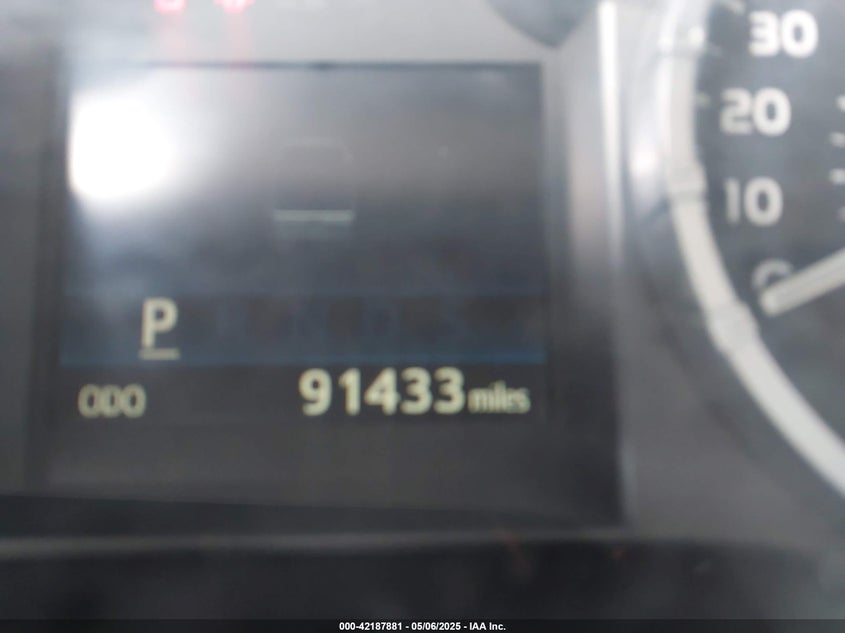 30
20
10
P R N D S
ODO 91433 miles
000-42187881 - 05/06/2025 - IAA Inc.